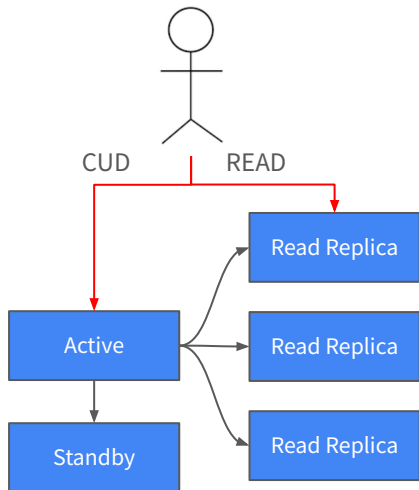 CUD
READ
Read Replica
Active
Read Replica
Standby
Read Replica